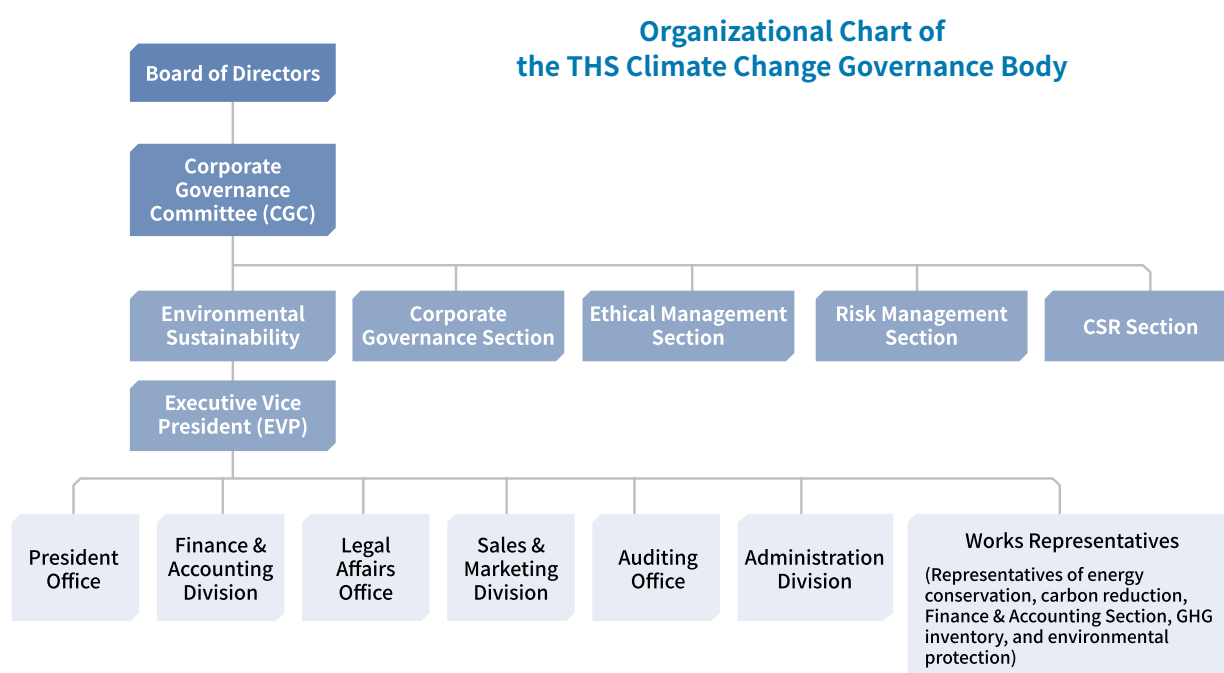 Organizational Chart of
the THS Climate Change Governance Body
Board of Directors
Corporate
Governance
Committee (CGC)
Environmental
Sustainability
Corporate
Governance Section
Ethical Management
Section
Risk Management
Section
CSR Section
Executive Vice
President (EVP)
President
Office
Finance &
Accounting
Division
Legal
Affairs
Office
Sales &
Marketing
Division
Auditing
Office
Administration
Division
Works Representatives
(Representatives of energy
conservation, carbon reduction,
Finance & Accounting Section, GHG
inventory, and environmental
protection)